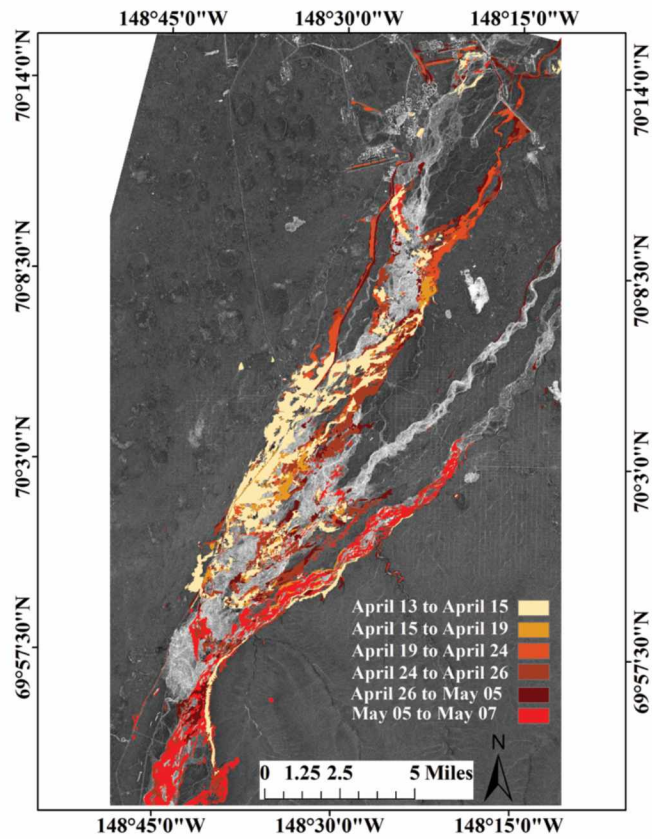 148°45'0"W 148°30'0"W 148°15'0"W
70°14'0"N 70°14'0"N
70°8'30"N 70°8'30"N
70°3'0"N 70°3'0"N
69°57'30"N 69°57'30"N
April 13 to April 15
April 15 to April 19
April 19 to April 24
April 24 to April 26
April 26 to May 05
May 05 to May 07
N
0 1.25 2.5 5 Miles
148°45'0"W 148°30'0"W 148°15'0"W